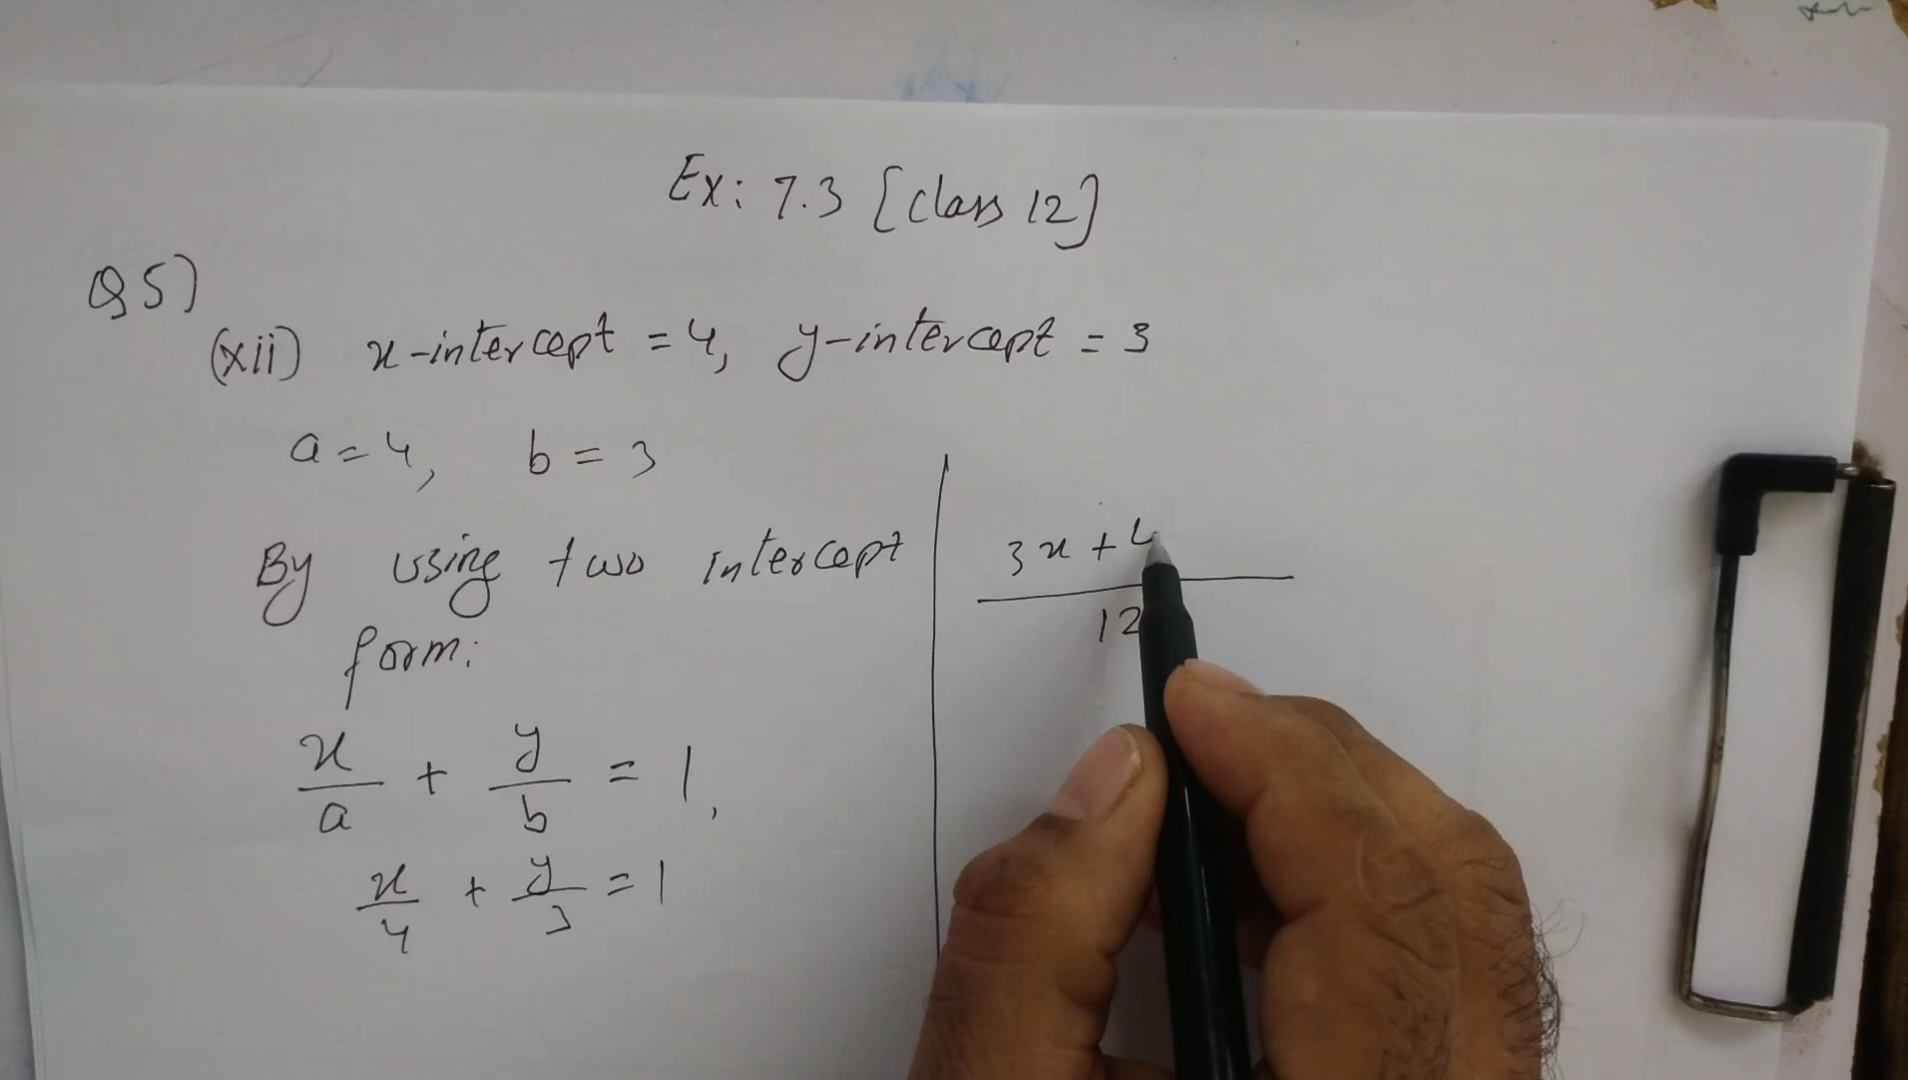 Ex: 7.3 [Class 12]
Q5)
(xii) x-intercept = 4, y-intercept = 3
a = 4, b = 3
By using two intercept
form:
x/a + y/b = 1,
x/4 + y/3 = 1
3x + 4
12